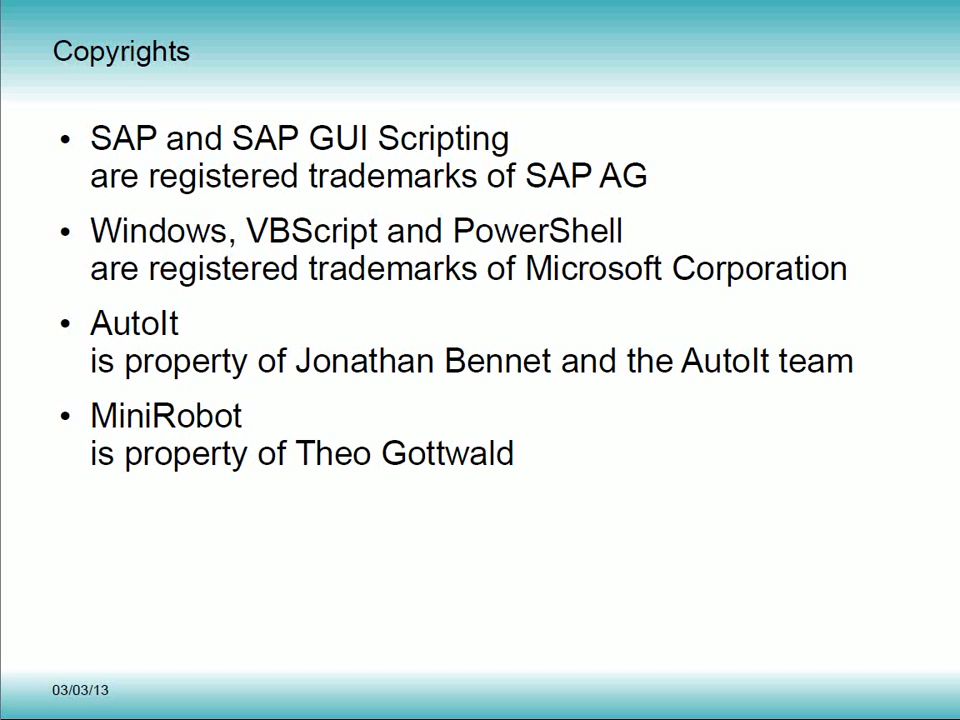 Copyrights
• SAP and SAP GUI Scripting
are registered trademarks of SAP AG
• Windows, VBScript and PowerShell
are registered trademarks of Microsoft Corporation
• AutoIt
is property of Jonathan Bennet and the AutoIt team
• MiniRobot
is property of Theo Gottwald
03/03/13